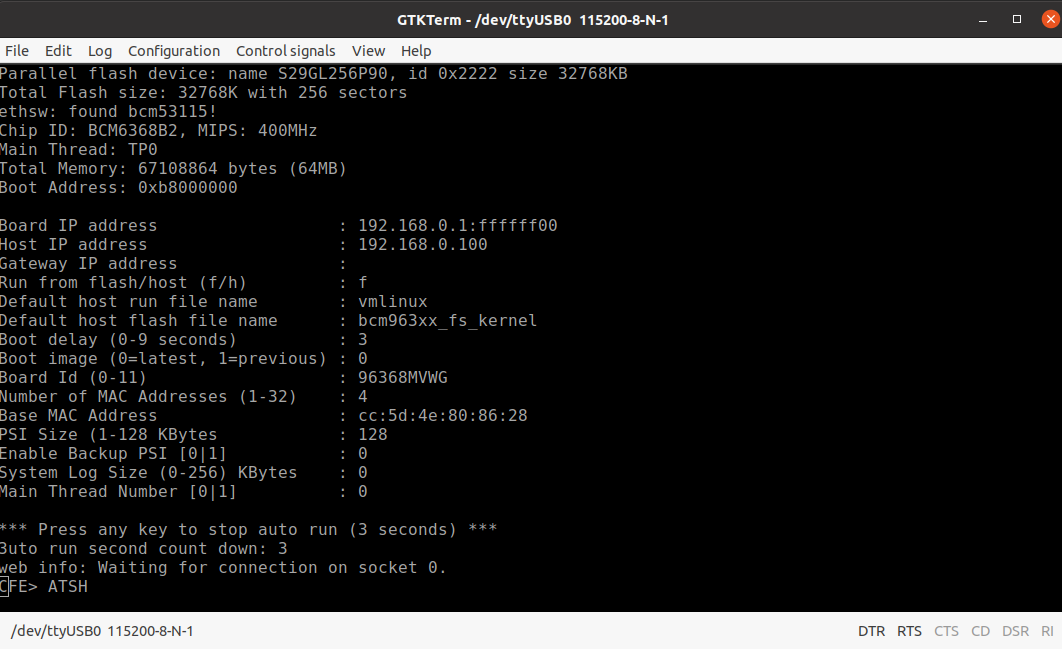 GTKTerm - /dev/ttyUSB0 115200-8-N-1
File Edit Log Configuration Control signals View Help
Parallel flash device: name S29GL256P90, id 0x2222 size 32768KB
Total Flash size: 32768K with 256 sectors
ethsw: found bcm53115!
Chip ID: BCM6368B2, MIPS: 400MHz
Main Thread: TP0
Total Memory: 67108864 bytes (64MB)
Boot Address: 0xb8000000
Board IP address : 192.168.0.1:ffffff00
Host IP address : 192.168.0.100
Gateway IP address :
Run from flash/host (f/h) : f
Default host run file name : vmlinux
Default host flash file name : bcm963xx_fs_kernel
Boot delay (0-9 seconds) : 3
Boot image (0=latest, 1=previous) : 0
Board Id (0-11) : 96368MVWG
Number of MAC Addresses (1-32) : 4
Base MAC Address : cc:5d:4e:80:86:28
PSI Size (1-128 KBytes : 128
Enable Backup PSI [0|1] : 0
System Log Size (0-256) KBytes : 0
Main Thread Number [0|1] : 0
*** Press any key to stop auto run (3 seconds) ***
3uto run second count down: 3
web info: Waiting for connection on socket 0.
CFE> ATSH
/dev/ttyUSB0 115200-8-N-1 DTR RTS CTS CD DSR RI